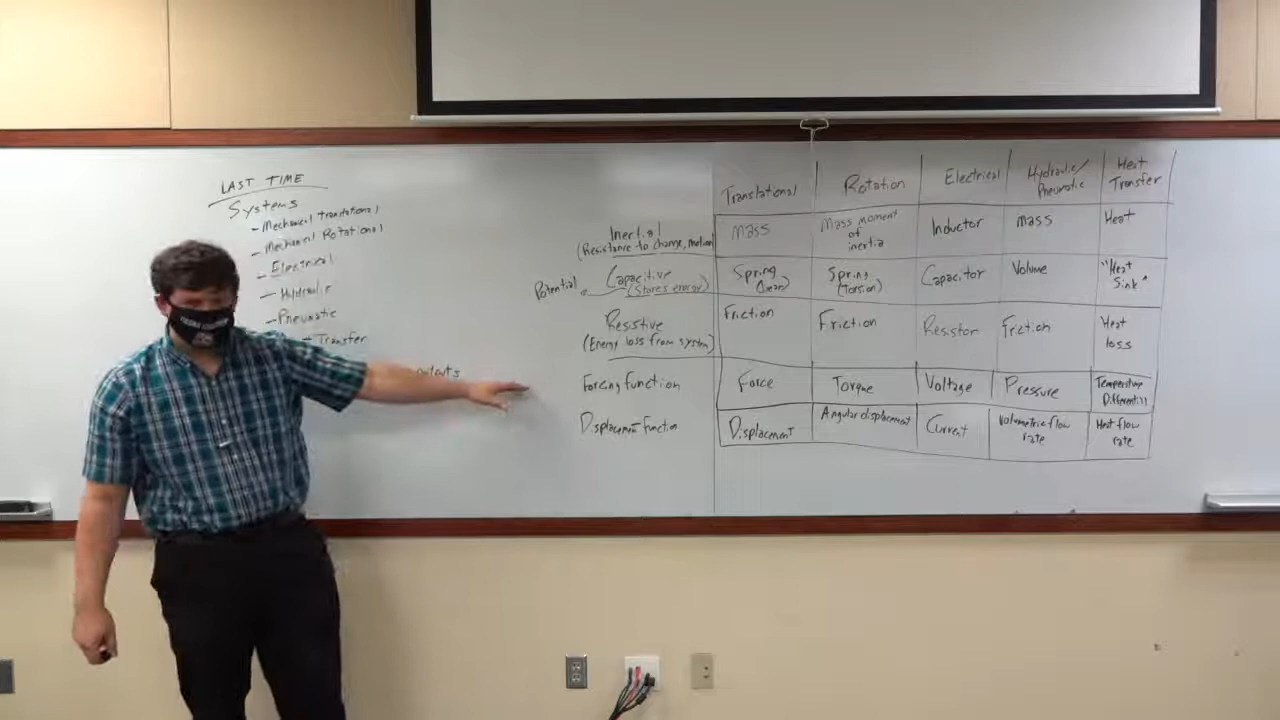 LAST TIME
Systems
- Mechanical translational
- Mechanical Rotational
- Electrical
- Hydraulic
- Pneumatic
Transfer
Translational Rotation Electrical Hydraulic/Pneumatic Heat Transfer
Inertial (Resistance to change, motion) Mass Mass moment of inertia Inductor mass Heat
Potential Capacitive (Stores energy) Spring (Linear) Spring (Torsion) Capacitor Volume "Heat Sink"
Resistive (Energy loss from system) Friction Friction Resistor Friction Heat loss
Forcing function Force Torque Voltage Pressure Temperature
Displacement function Displacement Angular displacement Current Volumetric flow rate Heat flow rate